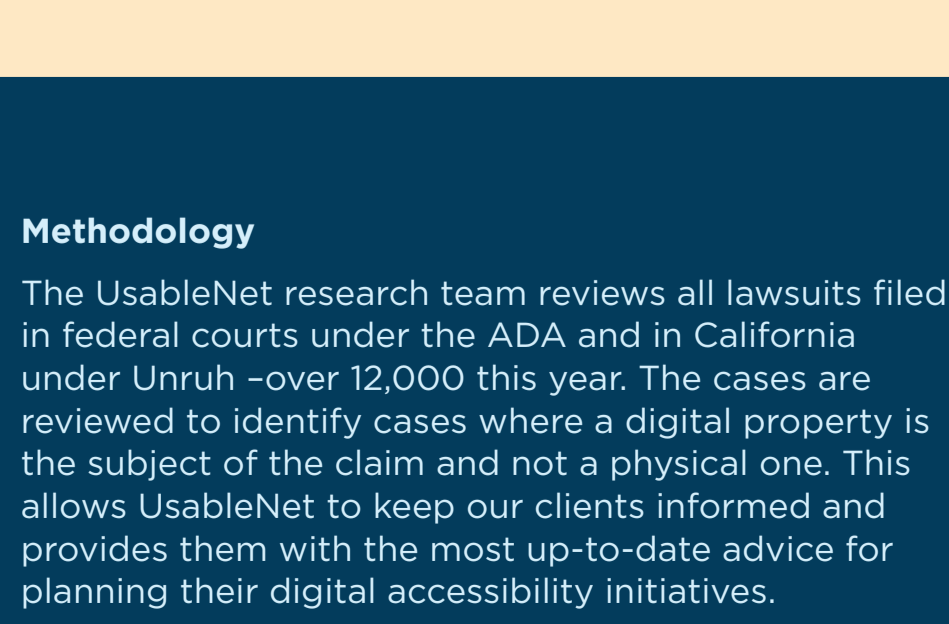 Methodology
The UsableNet research team reviews all lawsuits filed
in federal courts under the ADA and in California
under Unruh –over 12,000 this year. The cases are
reviewed to identify cases where a digital property is
the subject of the claim and not a physical one. This
allows UsableNet to keep our clients informed and
provides them with the most up-to-date advice for
planning their digital accessibility initiatives.